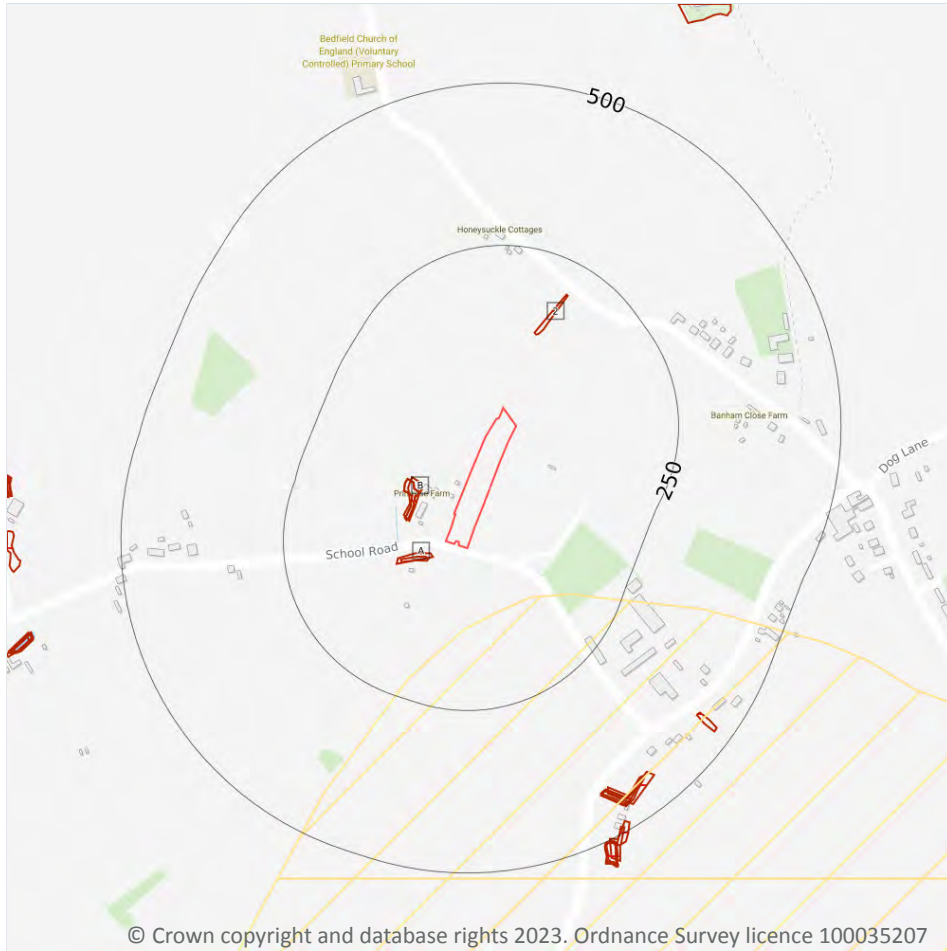 Bedfield Church of
England (Voluntary
Controlled) Primary School
500
Honeysuckle Cottages
2
Banham Close Farm
Dog Lane
250
B
Farm
School Road
A
© Crown copyright and database rights 2023. Ordnance Survey licence 100035207